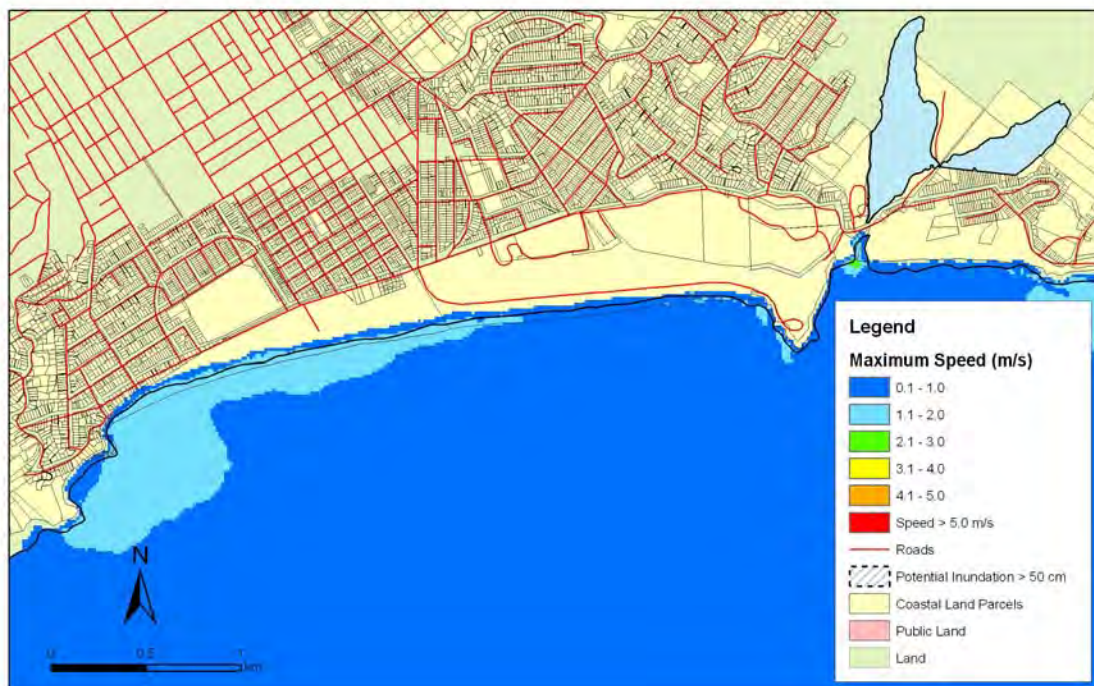 Legend
Maximum Speed (m/s)
0.1 - 1.0
1.1 - 2.0
2.1 - 3.0
3.1 - 4.0
4.1 - 5.0
Speed > 5.0 m/s
Roads
Potential Inundation > 50 cm
Coastal Land Parcels
Public Land
Land
N
0 0.5 1
km